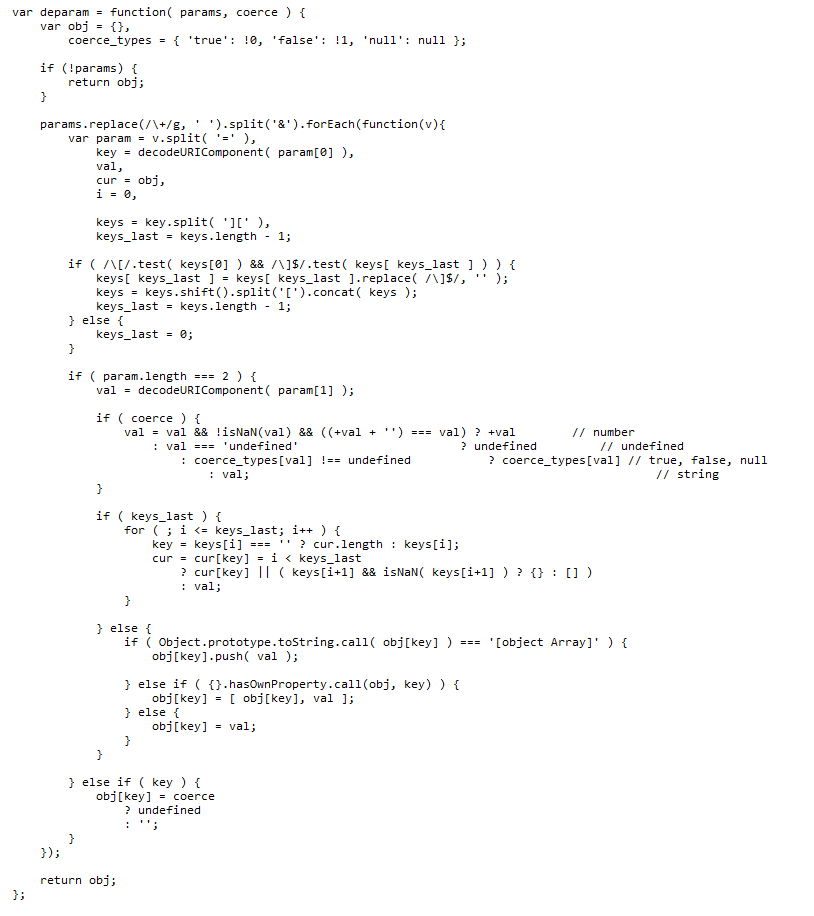 var deparam = function( params, coerce ) {
    var obj = {},
        coerce_types = { 'true': !0, 'false': !1, 'null': null };

    if (!params) {
        return obj;
    }

    params.replace(/\+/g, ' ').split('&').forEach(function(v){
        var param = v.split( '=' ),
            key = decodeURIComponent( param[0] ),
            val,
            cur = obj,
            i = 0,

            keys = key.split( '][' ),
            keys_last = keys.length - 1;

        if ( /\[/.test( keys[0] ) && /\]$/.test( keys[ keys_last ] ) ) {
            keys[ keys_last ] = keys[ keys_last ].replace( /\]$/, '' );
            keys = keys.shift().split('[').concat( keys );
            keys_last = keys.length - 1;
        } else {
            keys_last = 0;
        }

        if ( param.length === 2 ) {
            val = decodeURIComponent( param[1] );

            if ( coerce ) {
                val = val && !isNaN(val) && ((+val + '') === val) ? +val        // number
                    : val === 'undefined'                       ? undefined         // undefined
                        : coerce_types[val] !== undefined           ? coerce_types[val] // true, false, null
                            : val;                                                          // string
            }

            if ( keys_last ) {
                for ( ; i <= keys_last; i++ ) {
                    key = keys[i] === '' ? cur.length : keys[i];
                    cur = cur[key] = i < keys_last
                        ? cur[key] || ( keys[i+1] && isNaN( keys[i+1] ) ? {} : [] )
                        : val;
                }

            } else {
                if ( Object.prototype.toString.call( obj[key] ) === '[object Array]' ) {
                    obj[key].push( val );

                } else if ( {}.hasOwnProperty.call(obj, key) ) {
                    obj[key] = [ obj[key], val ];
                } else {
                    obj[key] = val;
                }
            }

        } else if ( key ) {
            obj[key] = coerce
                ? undefined
                : '';
        }
    });

    return obj;
};